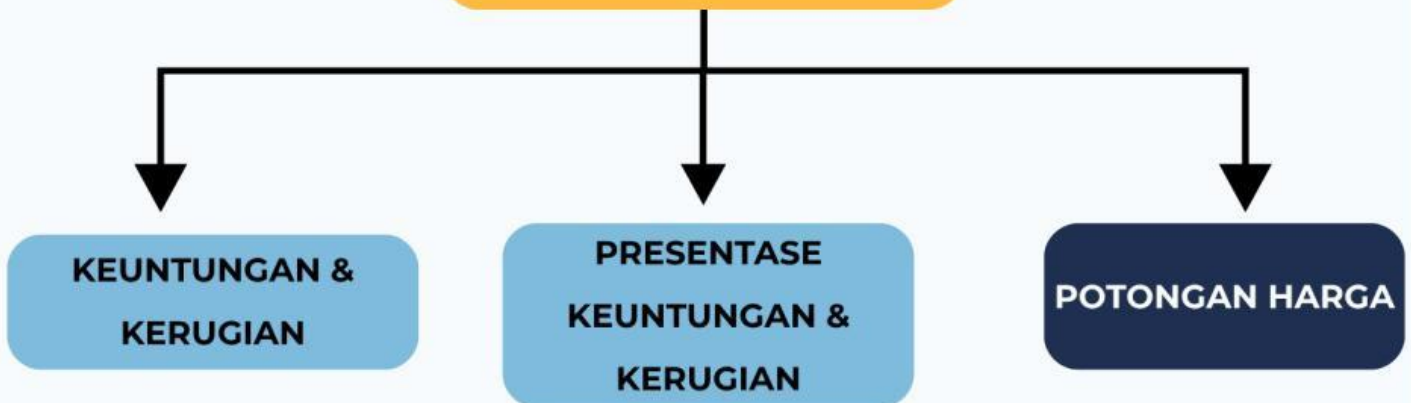 KEUNTUNGAN &
KERUGIAN
PRESENTASE
KEUNTUNGAN &
KERUGIAN
POTONGAN HARGA